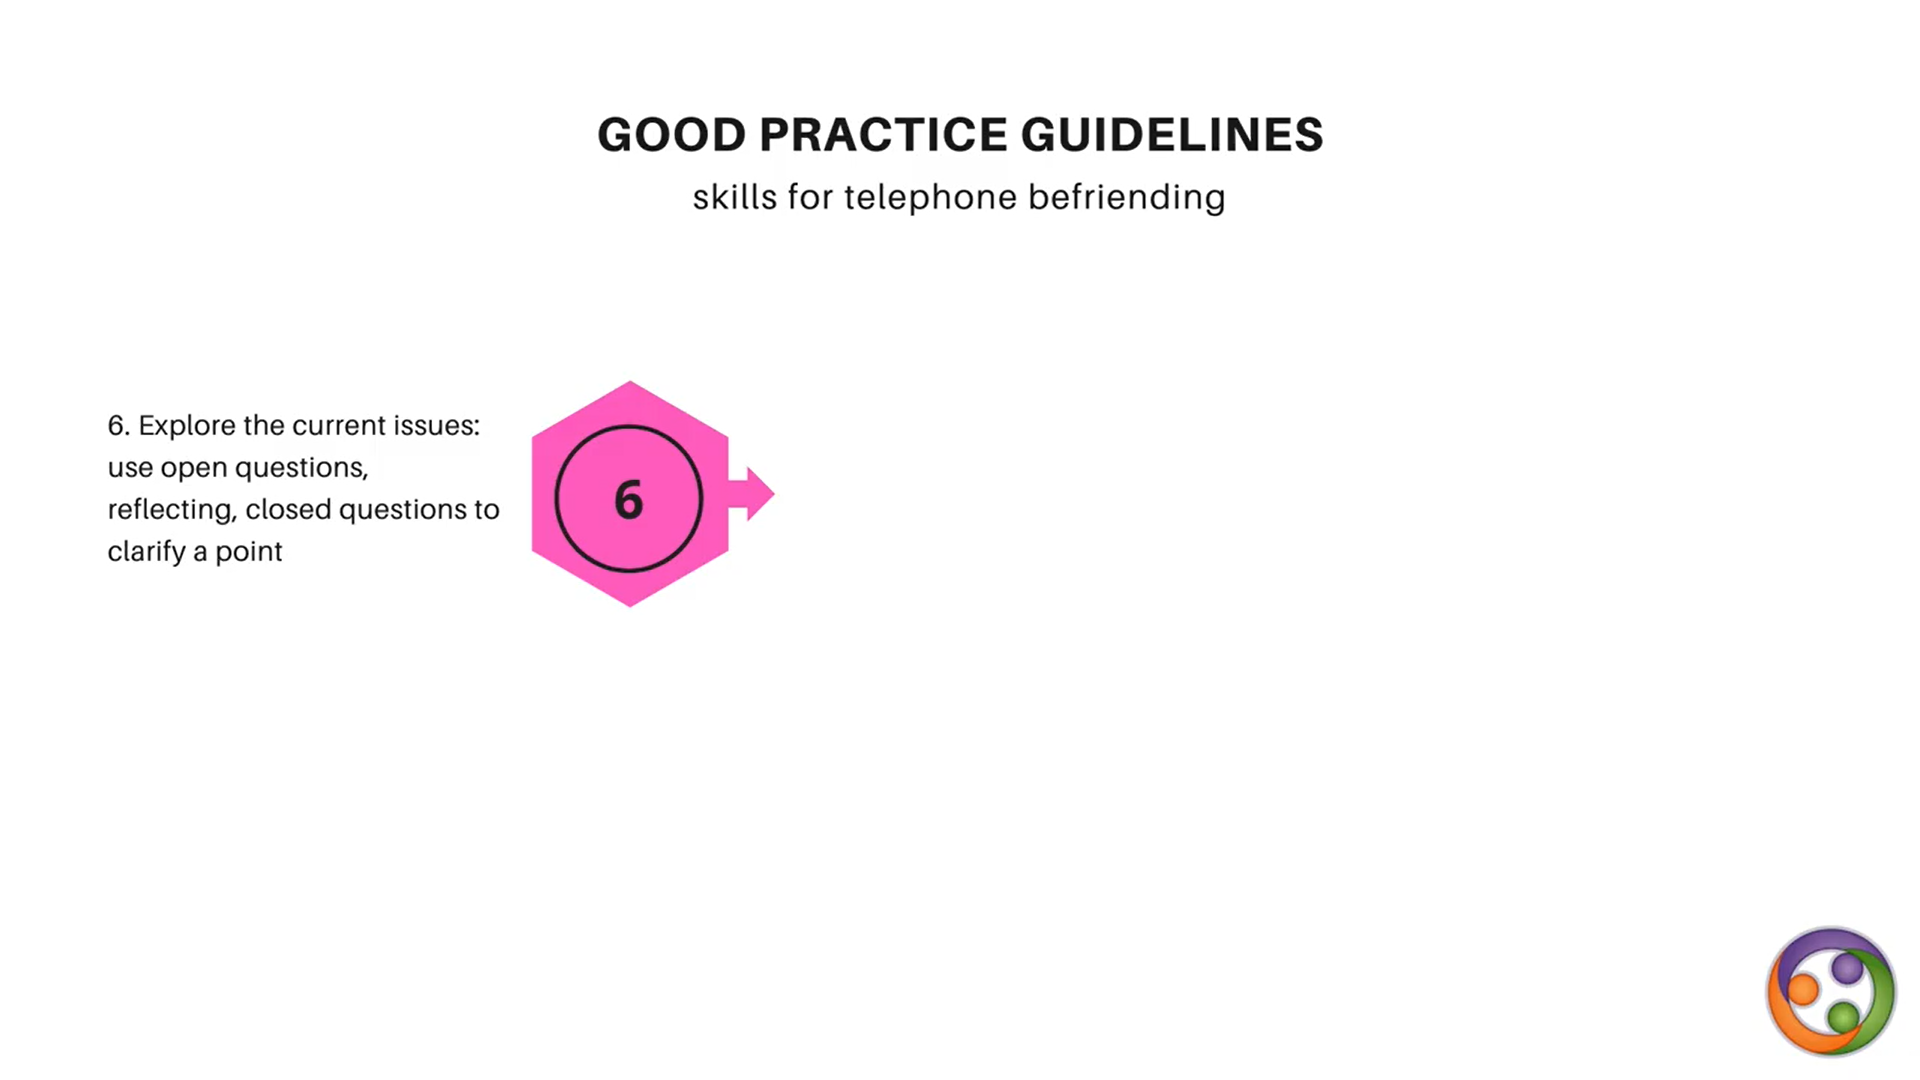 GOOD PRACTICE GUIDELINES
skills for telephone befriending
6. Explore the current issues:
use open questions,
reflecting, closed questions to
clarify a point
6